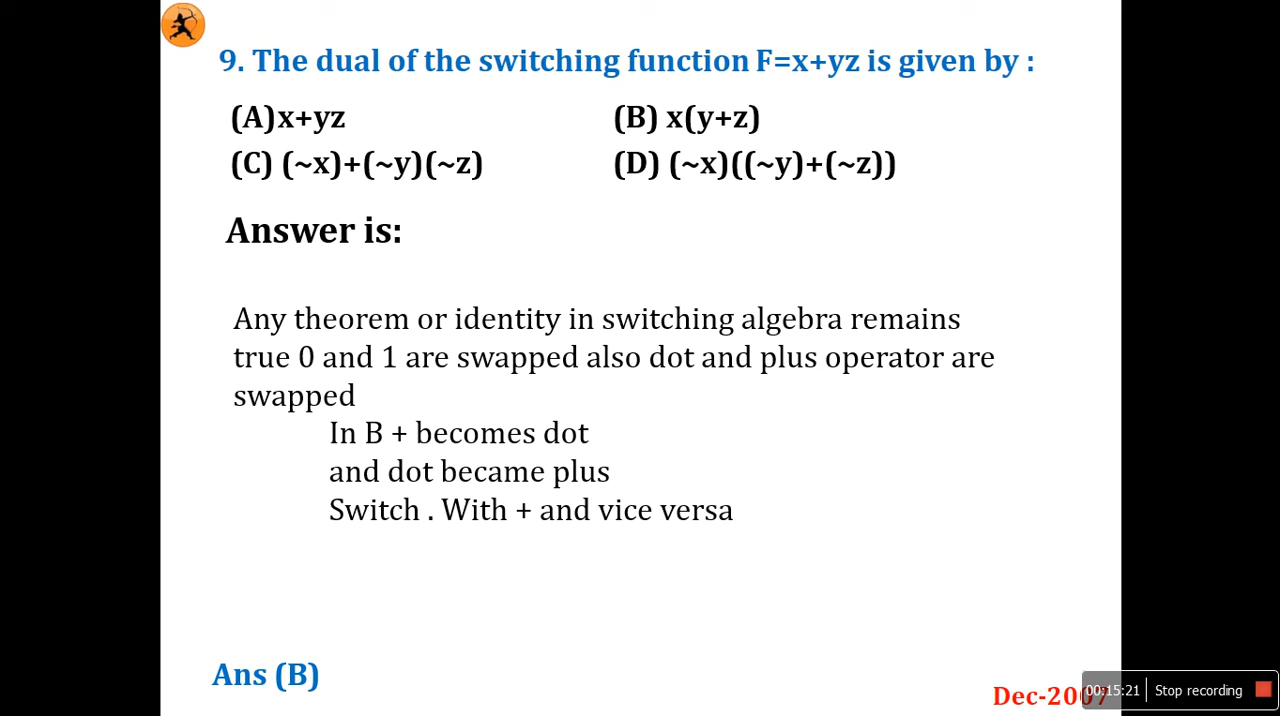 9. The dual of the switching function F=x+yz is given by :
(A)x+yz (B) x(y+z)
(C) (~x)+(~y)(~z) (D) (~x)((~y)+(~z))
Answer is:
Any theorem or identity in switching algebra remains
true 0 and 1 are swapped also dot and plus operator are
swapped
In B + becomes dot
and dot became plus
Switch . With + and vice versa
Ans (B)
Dec-2007
00:15:21 Stop recording